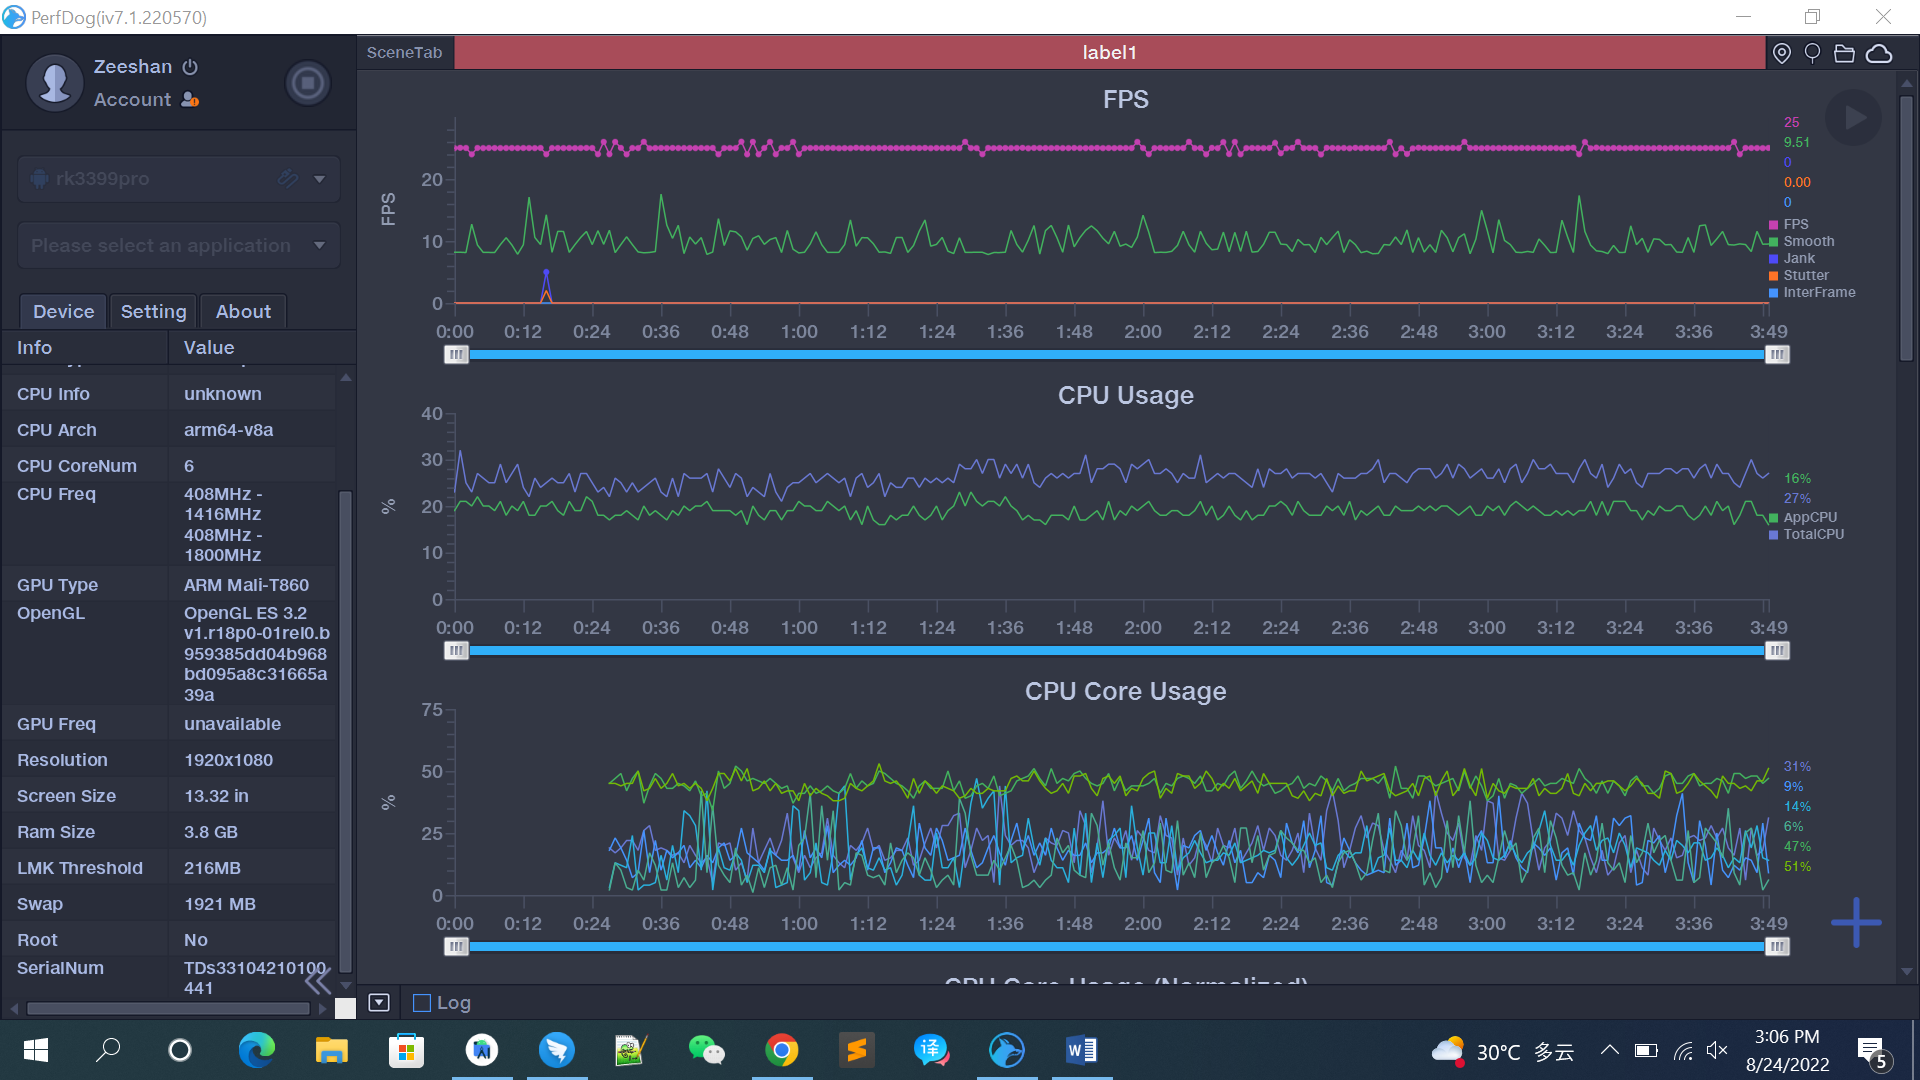 PerfDog(iv7.1.220570)
Zeeshan
Account
rk3399pro
Please select an application
Device Setting About
Info Value
CPU Info unknown
CPU Arch arm64-v8a
CPU CoreNum 6
CPU Freq 408MHz -
1416MHz
408MHz -
1800MHz
GPU Type ARM Mali-T860
OpenGL OpenGL ES 3.2
v1.r18p0-01rel0.b
959385dd04b968
bd095a8c31665a
39a
GPU Freq unavailable
Resolution 1920x1080
Screen Size 13.32 in
Ram Size 3.8 GB
LMK Threshold 216MB
Swap 1921 MB
Root No
SerialNum TDs33104210100
441
SceneTab label1
FPS
FPS
20
10
0
0:00 0:12 0:24 0:36 0:48 1:00 1:12 1:24 1:36 1:48 2:00 2:12 2:24 2:36 2:48 3:00 3:12 3:24 3:36 3:49
25
9.51
0
0.00
0
FPS
Smooth
Jank
Stutter
InterFrame
CPU Usage
%
40
30
20
10
0
0:00 0:12 0:24 0:36 0:48 1:00 1:12 1:24 1:36 1:48 2:00 2:12 2:24 2:36 2:48 3:00 3:12 3:24 3:36 3:49
16%
27%
AppCPU
TotalCPU
CPU Core Usage
%
75
50
25
0
0:00 0:12 0:24 0:36 0:48 1:00 1:12 1:24 1:36 1:48 2:00 2:12 2:24 2:36 2:48 3:00 3:12 3:24 3:36 3:49
31%
9%
14%
6%
47%
51%
CPU Core Usage (Normalized)
Log
30°C 多云
3:06 PM
8/24/2022
5